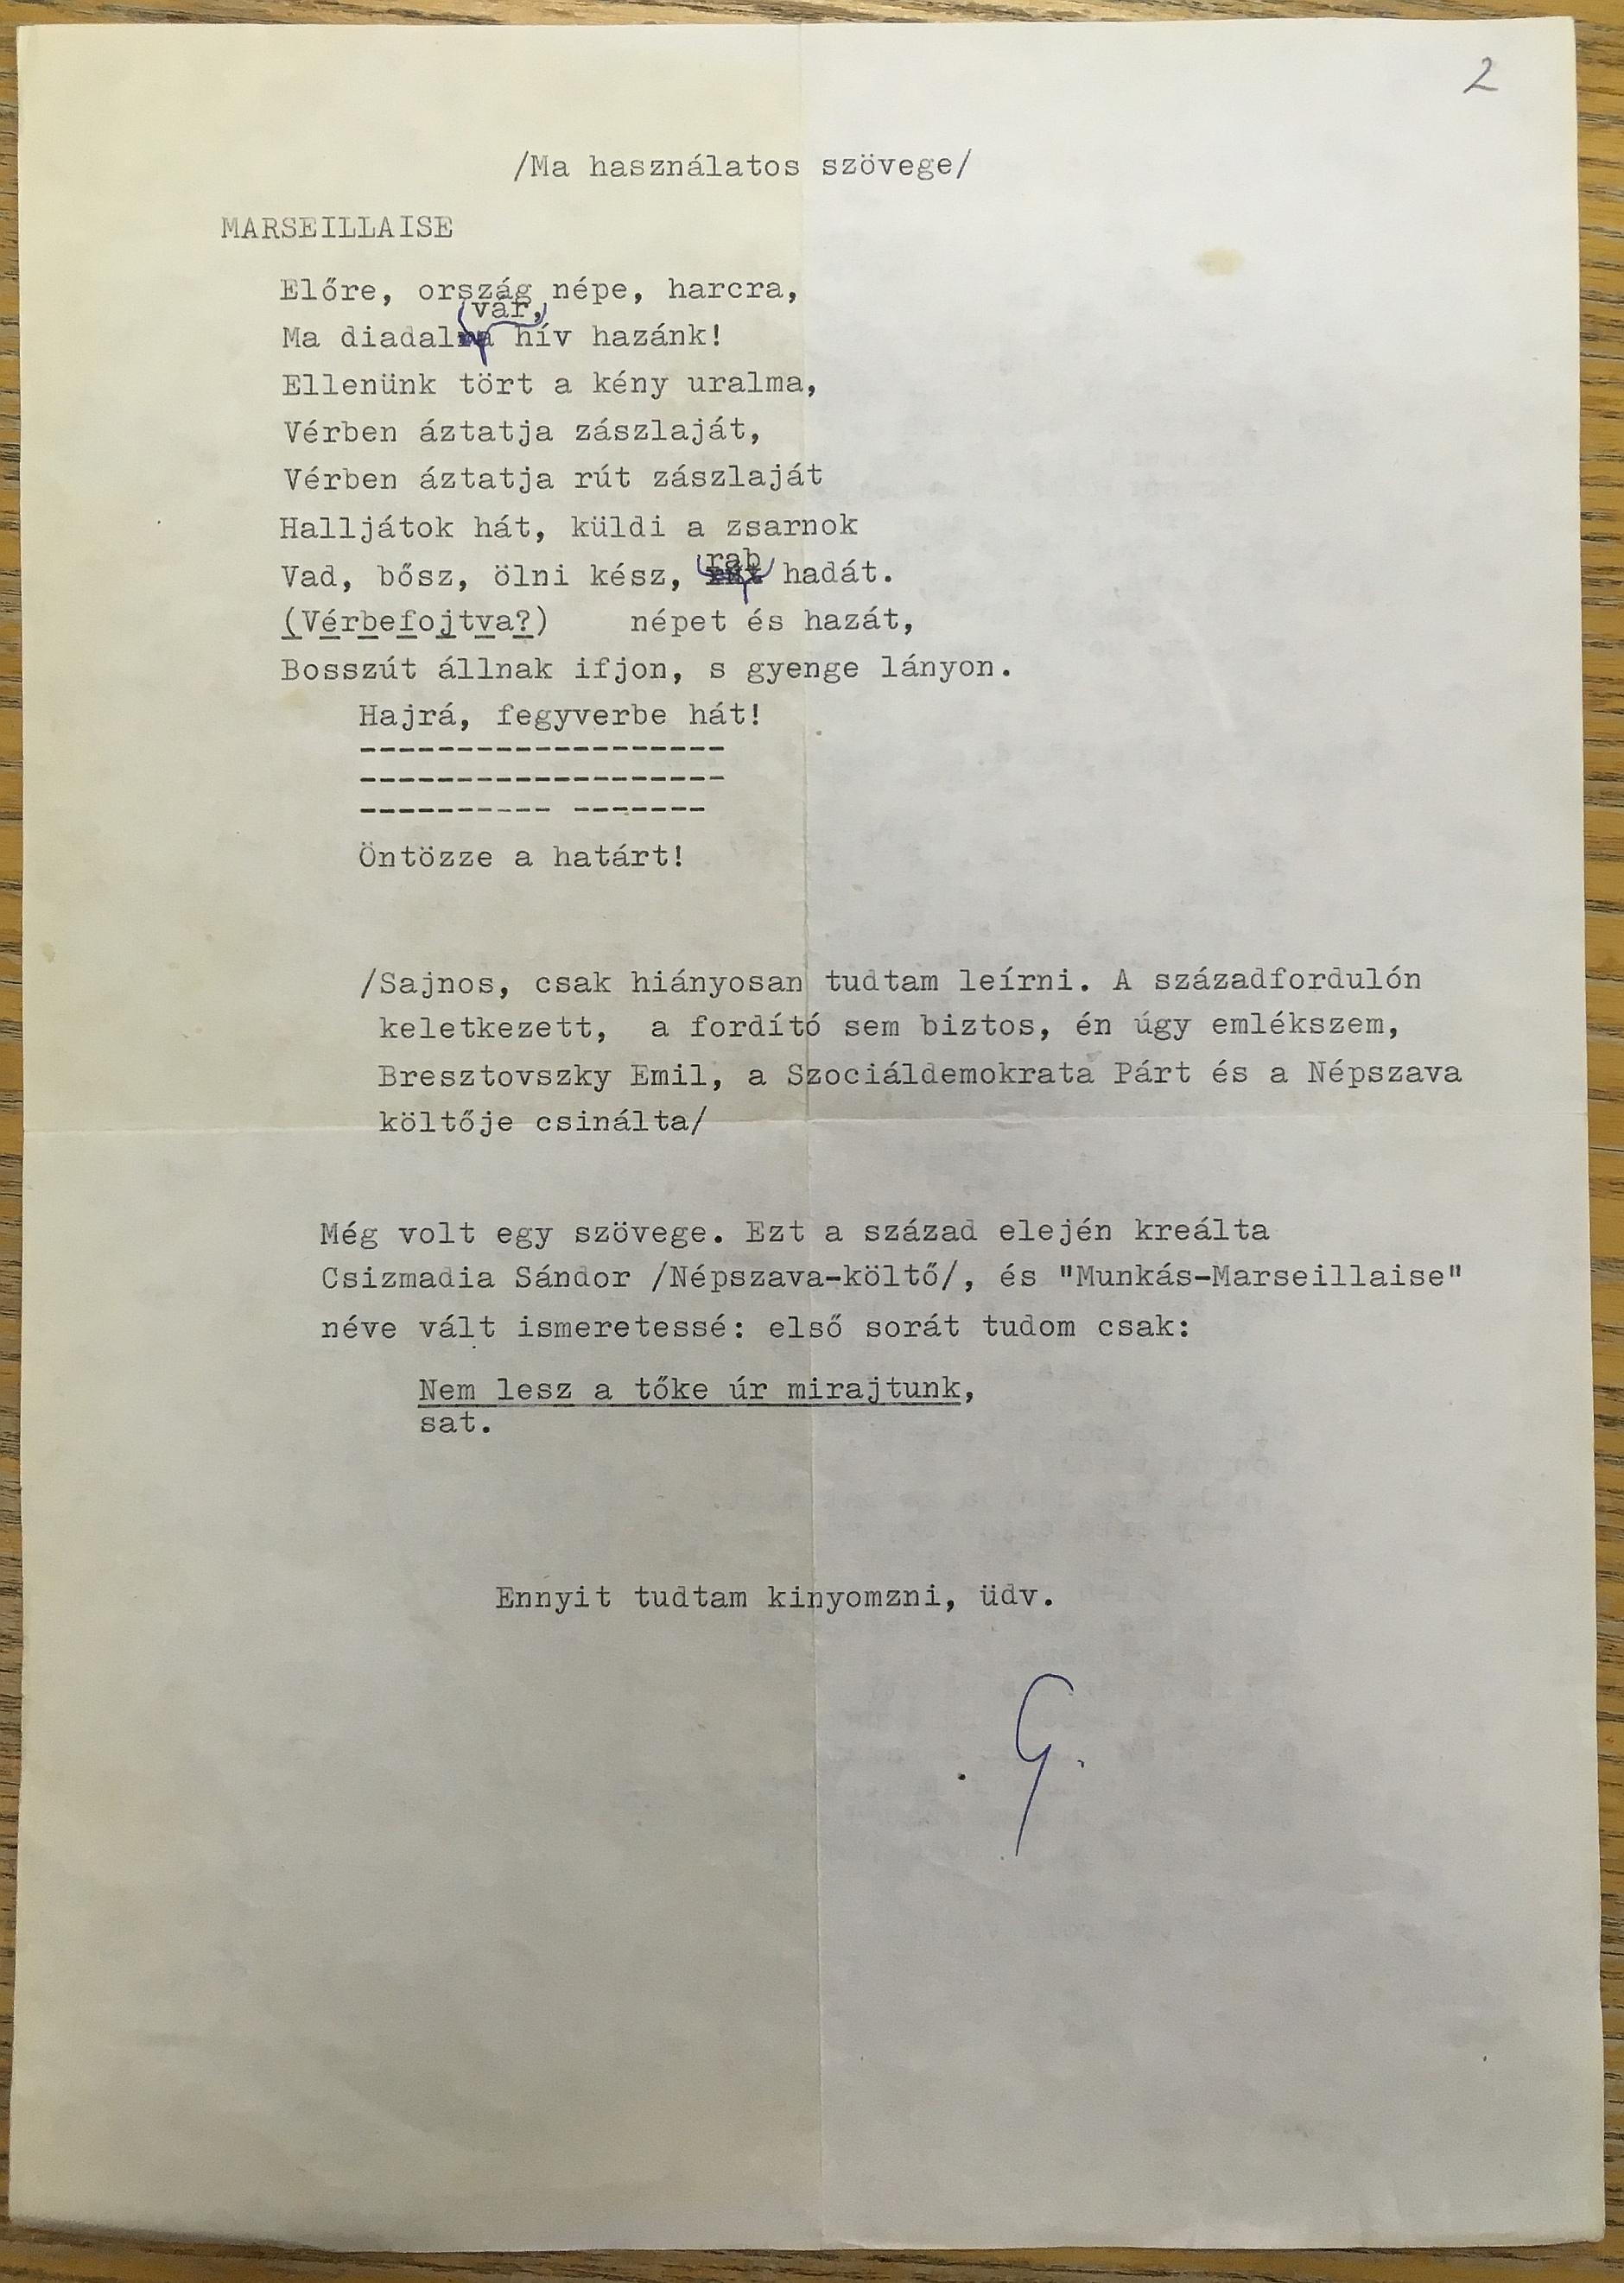 2
/Ma használatos szövege/
MARSEILLAISE
Előre, ország népe, harcra,
vár,
Ma diadal hív hazánk!
Ellenünk tört a kény uralma,
Vérben áztatja zászlaját,
Vérben áztatja rút zászlaját
Halljátok hát, küldi a zsarnok
rab
Vad, bősz, ölni kész, hadát.
(Vérbefojtva?) népet és hazát,
Bosszút állnak ifjon, s gyenge lányon.
Hajrá, fegyverbe hát!
-------------------
-------------------
---------- -------
Öntözze a határt!
/Sajnos, csak hiányosan tudtam leírni. A századfordulón
keletkezett, a fordító sem biztos, én úgy emlékszem,
Bresztovszky Emil, a Szociáldemokrata Párt és a Népszava
költője csinálta/
Még volt egy szövege. Ezt a század elején kreálta
Csizmadia Sándor /Népszava-költő/, és "Munkás-Marseillaise"
néve vált ismeretessé: első sorát tudom csak:
Nem lesz a tőke úr mirajtunk,
sat.
Ennyit tudtam kinyomzni, üdv.
G.